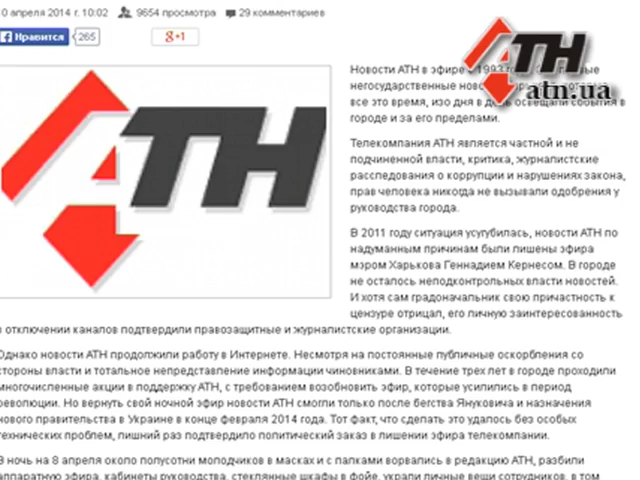 0 апреля 2014 г. 10:02 9654 просмотра 29 комментариев
Нравится 265 g+1
АТН
atn.ua
АТН
Новости АТН в эфире с 1993
негосударственные
все это время, изо дня в день освещали события в
городе и за его пределами.
Телекомпания АТН является частной и не
подчиненной власти, критика, журналистские
расследования о коррупции и нарушениях закона,
прав человека никогда не вызывали одобрения у
руководства города.
В 2011 году ситуация усугубилась, новости АТН по
надуманным причинам были лишены эфира
мэром Харькова Геннадием Кернесом. В городе
не осталось неподконтрольных власти новостей.
И хотя сам градоначальник свою причастность к
цензуре отрицал, его личную заинтересованность
в отключении каналов подтвердили правозащитные и журналистские организации.
Однако новости АТН продолжили работу в Интернете. Несмотря на постоянные публичные оскорбления со
стороны власти и тотальное непредставление информации чиновниками. В течение трех лет в городе проходили
многочисленные акции в поддержку АТН, с требованием возобновить эфир, которые усилились в период
революции. Но вернуть свой ночной эфир новости АТН смогли только после бегства Януковича и назначения
нового правительства в Украине в конце февраля 2014 года. Тот факт, что сделать это удалось без особых
технических проблем, лишний раз подтвердило политический заказ в лишении эфира телекомпании.
В ночь на 8 апреля около полусотни молодчиков в масках и с палками ворвались в редакцию АТН, разбили
аппаратную эфира, кабинеты руководства, стеклянные шкафы в фойе, украли личные вещи сотрудников, в том